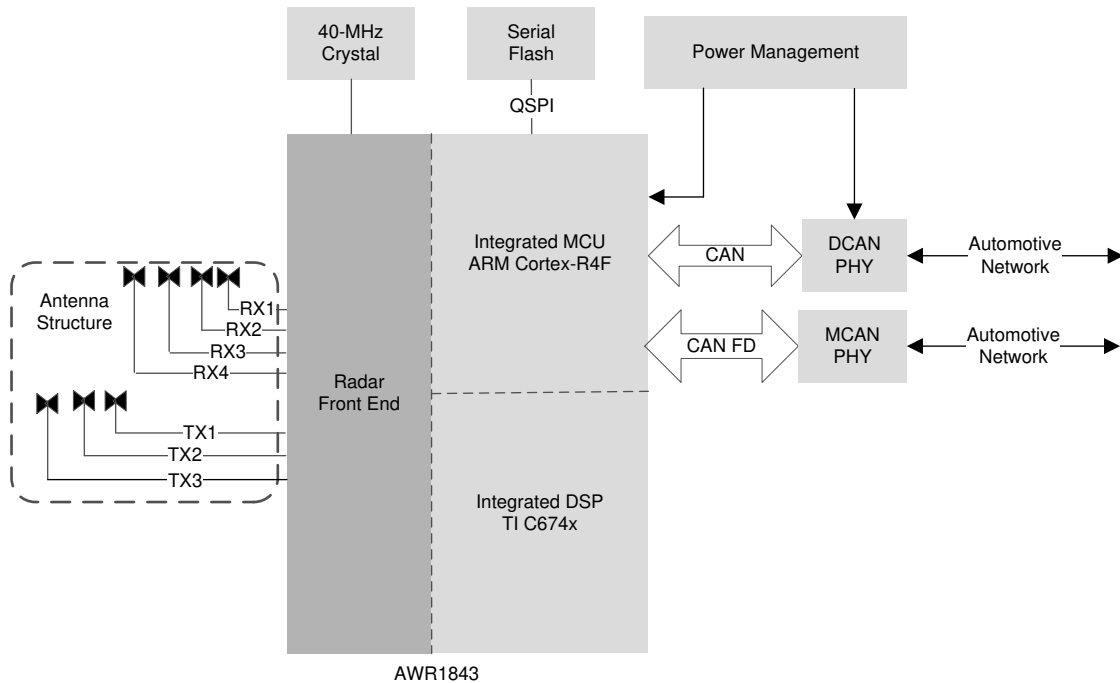 40-MHz
Crystal
Serial
Flash
Power Management
QSPI
Integrated MCU
ARM Cortex-R4F
CAN
DCAN
PHY
Automotive
Network
Antenna
Structure
RX1
RX2
RX3
RX4
CAN FD
MCAN
PHY
Automotive
Network
Radar
Front End
TX1
TX2
TX3
Integrated DSP
TI C674x
AWR1843